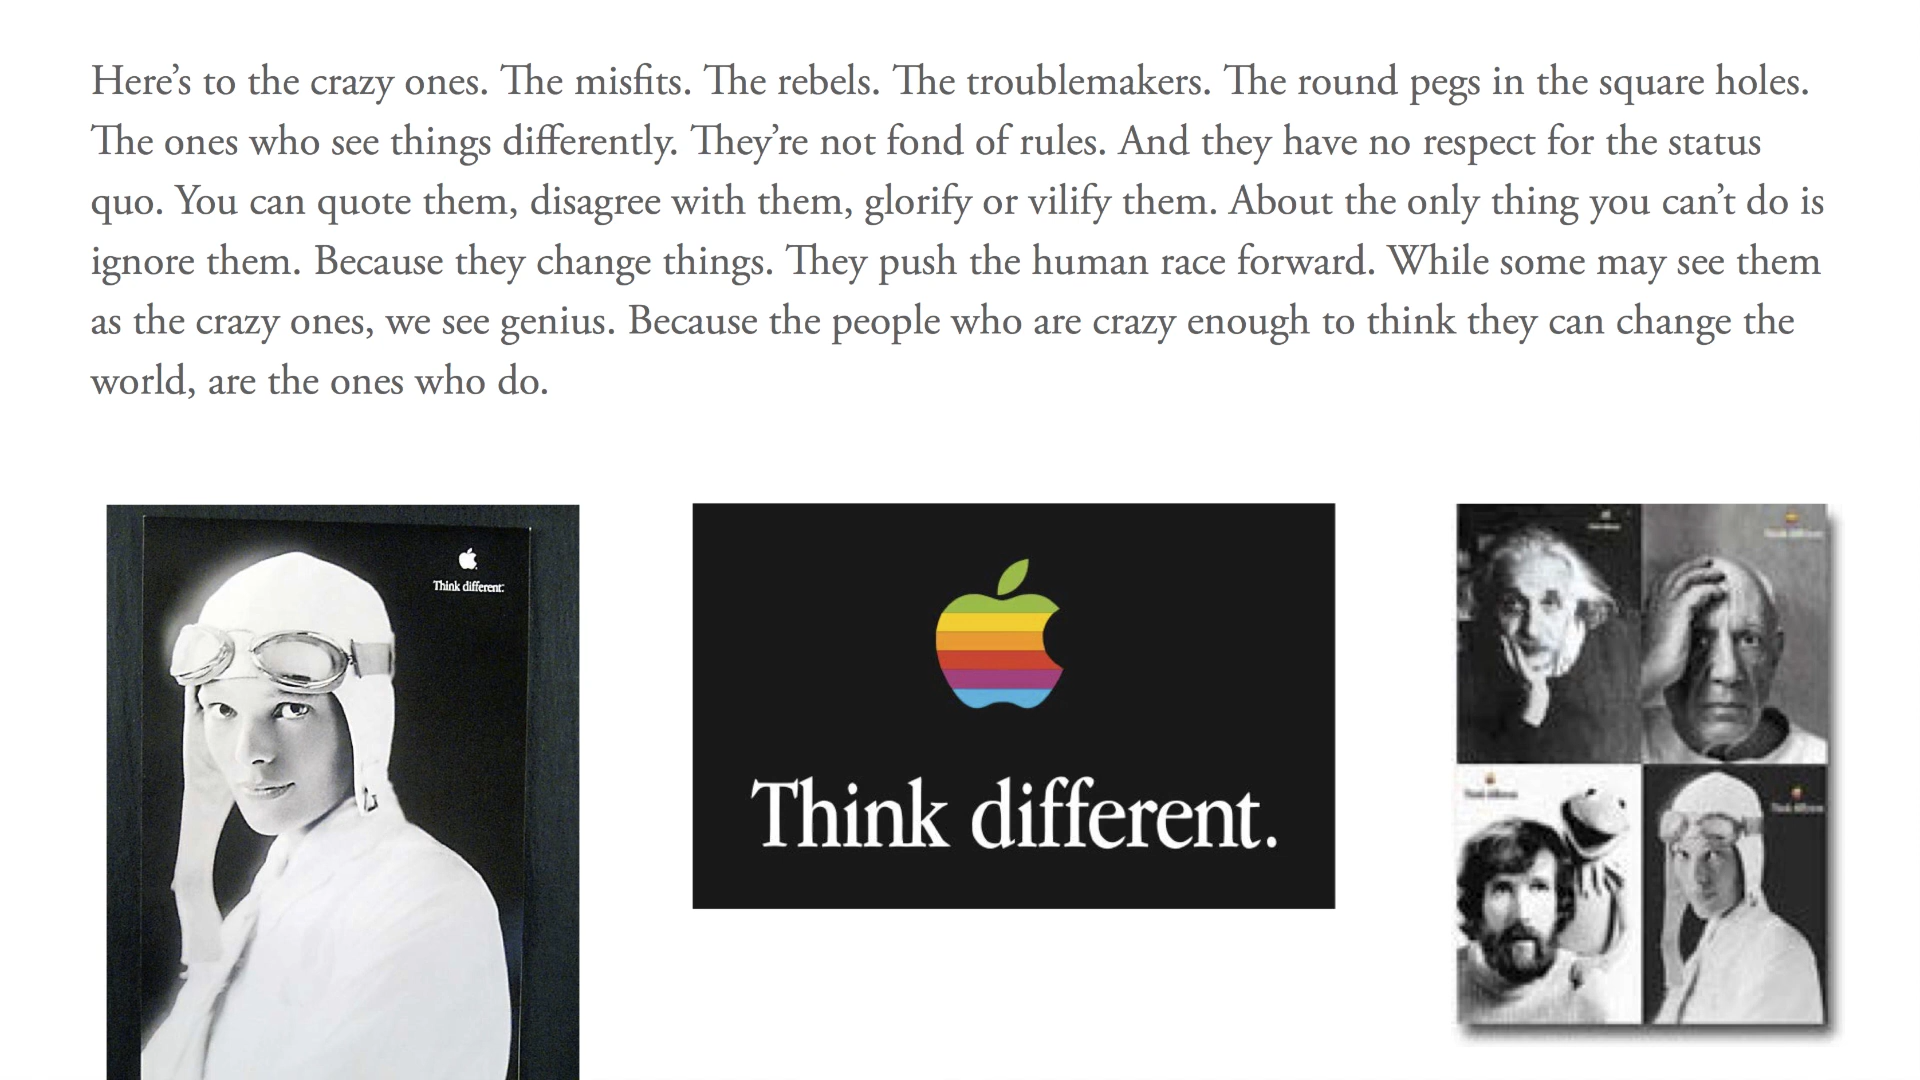 Here’s to the crazy ones. The misfits. The rebels. The troublemakers. The round pegs in the square holes.
The ones who see things differently. They’re not fond of rules. And they have no respect for the status
quo. You can quote them, disagree with them, glorify or vilify them. About the only thing you can’t do is
ignore them. Because they change things. They push the human race forward. While some may see them
as the crazy ones, we see genius. Because the people who are crazy enough to think they can change the
world, are the ones who do.
Think different.
Think different.